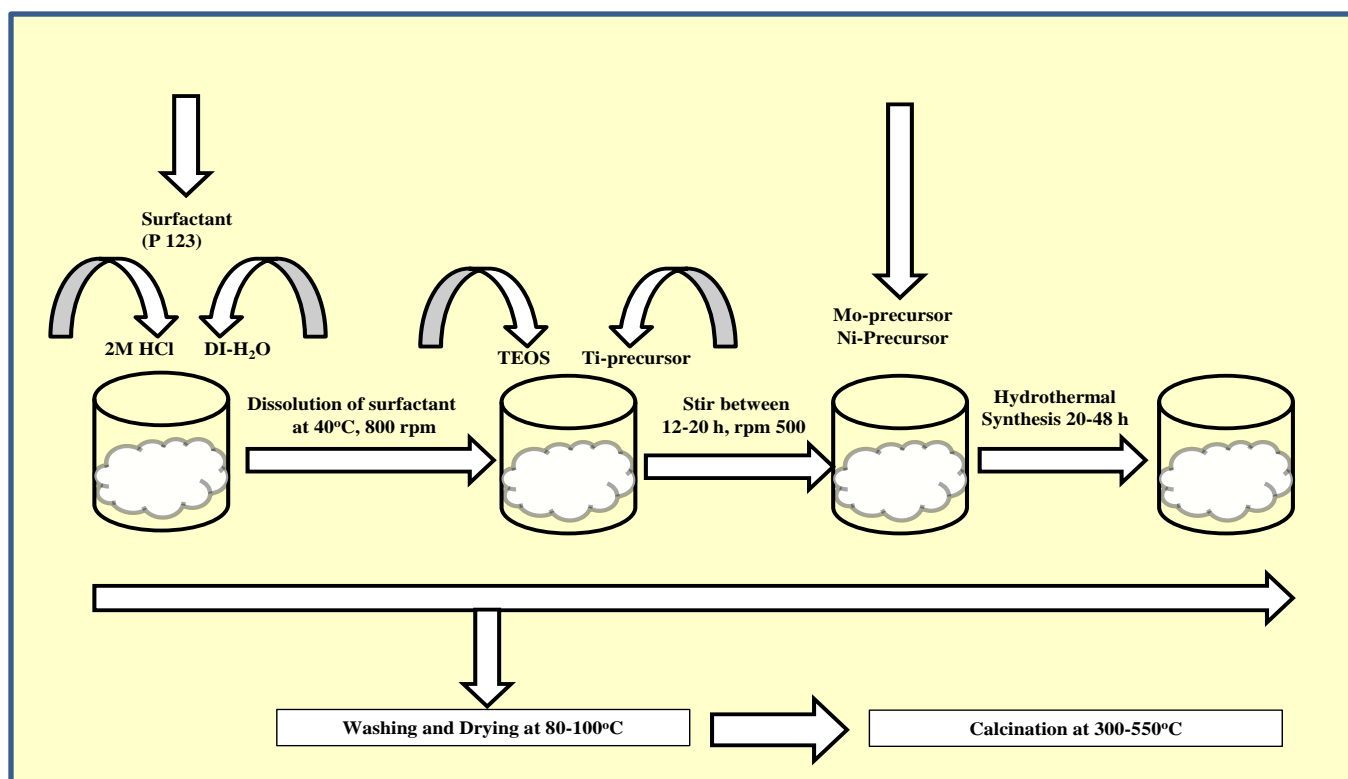 Surfactant
(P 123)
2M HCl
DI-H₂O
Dissolution of surfactant
at 40°C, 800 rpm
TEOS
Ti-precursor
Stir between
12-20 h, rpm 500
Mo-precursor
Ni-Precursor
Hydrothermal
Synthesis 20-48 h
Washing and Drying at 80-100°C
Calcination at 300-550°C